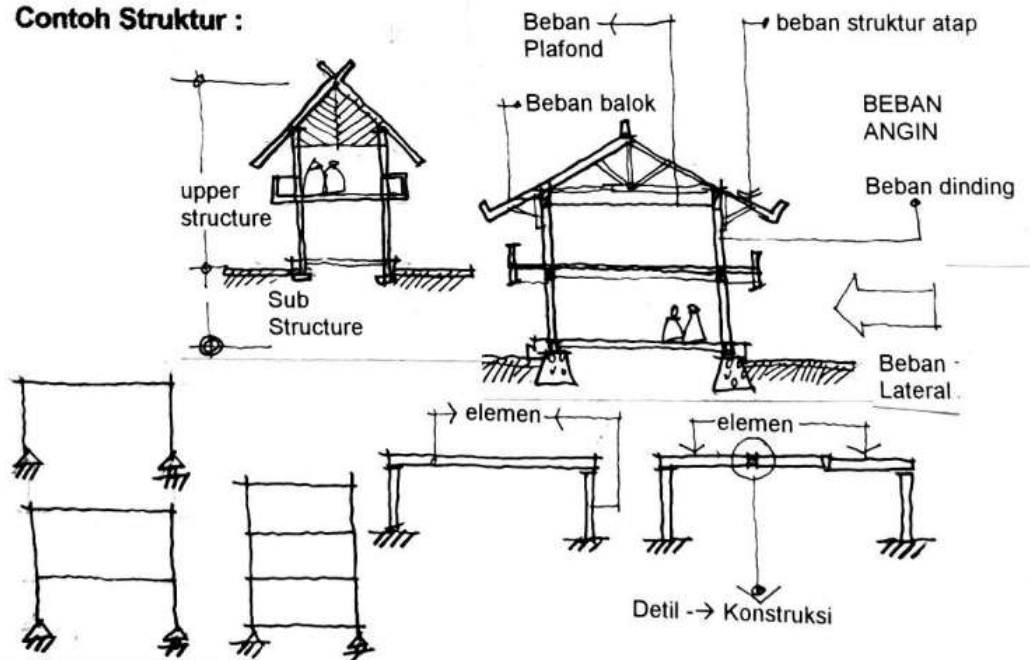 Contoh Struktur :
Beban
Plafond
beban struktur atap
Beban balok
BEBAN
ANGIN
upper
structure
Beban dinding
Sub
Structure
Beban
Lateral
elemen
elemen
Detil --> Konstruksi